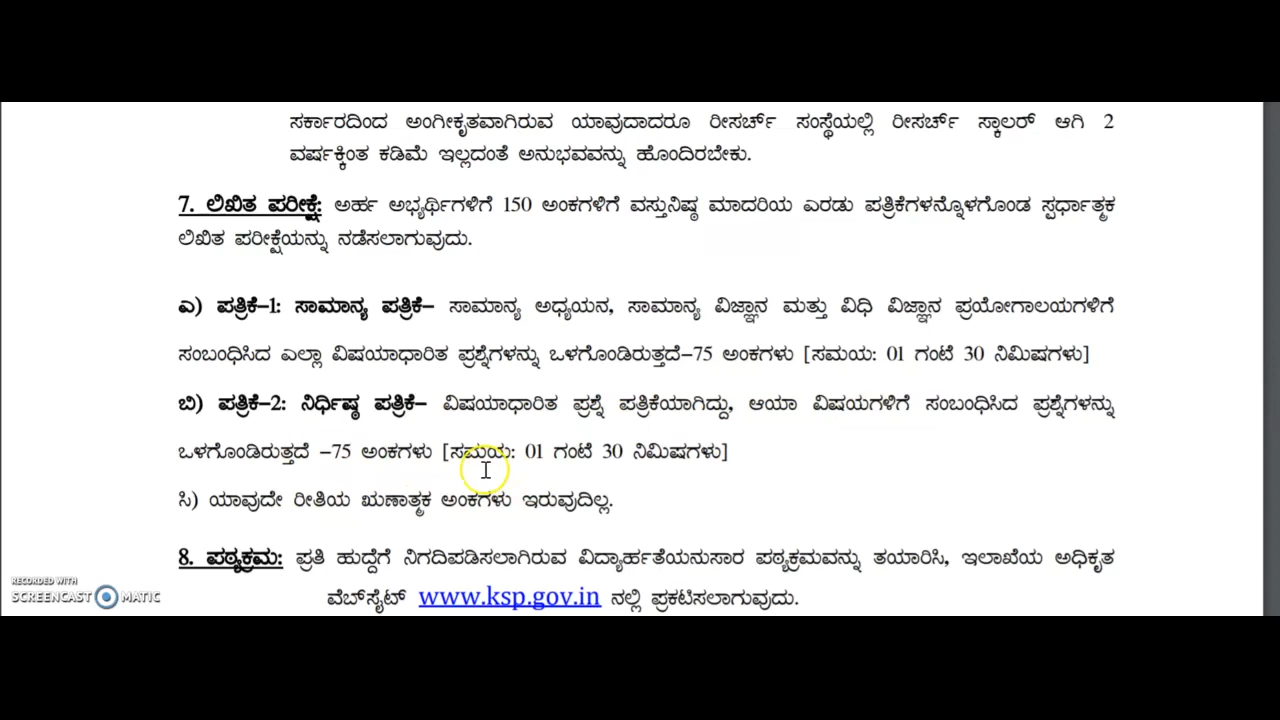 ಸರ್ಕಾರದಿಂದ ಅಂಗೀಕೃತವಾಗಿರುವ ಯಾವುದಾದರೂ ರೀಸರ್ಚ್ ಸಂಸ್ಥೆಯಲ್ಲಿ ರೀಸರ್ಚ್ ಸ್ಕಾಲರ್ ಆಗಿ 2
ವರ್ಷಕ್ಕಿಂತ ಕಡಿಮೆ ಇಲ್ಲದಂತೆ ಅನುಭವವನ್ನು ಹೊಂದಿರಬೇಕು.
7. ಲಿಖಿತ ಪರೀಕ್ಷೆ: ಅರ್ಹ ಅಭ್ಯರ್ಥಿಗಳಿಗೆ 150 ಅಂಕಗಳಿಗೆ ವಸ್ತುನಿಷ್ಠ ಮಾದರಿಯ ಎರಡು ಪತ್ರಿಕೆಗಳನ್ನೊಳಗೊಂಡ ಸ್ಪರ್ಧಾತ್ಮಕ
ಲಿಖಿತ ಪರೀಕ್ಷೆಯನ್ನು ನಡೆಸಲಾಗುವುದು.
ಎ) ಪತ್ರಿಕೆ–1: ಸಾಮಾನ್ಯ ಪತ್ರಿಕೆ– ಸಾಮಾನ್ಯ ಅಧ್ಯಯನ, ಸಾಮಾನ್ಯ ವಿಜ್ಞಾನ ಮತ್ತು ವಿಧಿ ವಿಜ್ಞಾನ ಪ್ರಯೋಗಾಲಯಗಳಿಗೆ
ಸಂಬಂಧಿಸಿದ ಎಲ್ಲಾ ವಿಷಯಾಧಾರಿತ ಪ್ರಶ್ನೆಗಳನ್ನು ಒಳಗೊಂಡಿರುತ್ತದೆ–75 ಅಂಕಗಳು [ಸಮಯ: 01 ಗಂಟೆ 30 ನಿಮಿಷಗಳು]
ಬಿ) ಪತ್ರಿಕೆ–2: ನಿರ್ಧಿಷ್ಠ ಪತ್ರಿಕೆ– ವಿಷಯಾಧಾರಿತ ಪ್ರಶ್ನೆ ಪತ್ರಿಕೆಯಾಗಿದ್ದು, ಆಯಾ ವಿಷಯಗಳಿಗೆ ಸಂಬಂಧಿಸಿದ ಪ್ರಶ್ನೆಗಳನ್ನು
ಒಳಗೊಂಡಿರುತ್ತದೆ –75 ಅಂಕಗಳು [ಸಮಯ: 01 ಗಂಟೆ 30 ನಿಮಿಷಗಳು]
ಸಿ) ಯಾವುದೇ ರೀತಿಯ ಋಣಾತ್ಮಕ ಅಂಕಗಳು ಇರುವುದಿಲ್ಲ.
8. ಪಠ್ಯಕ್ರಮ: ಪ್ರತಿ ಹುದ್ದೆಗೆ ನಿಗದಿಪಡಿಸಲಾಗಿರುವ ವಿದ್ಯಾರ್ಹತೆಯನುಸಾರ ಪಠ್ಯಕ್ರಮವನ್ನು ತಯಾರಿಸಿ, ಇಲಾಖೆಯ ಅಧಿಕೃತ
ವೆಬ್‌ಸೈಟ್ www.ksp.gov.in ನಲ್ಲಿ ಪ್ರಕಟಿಸಲಾಗುವುದು.
RECORDED WITH
SCREENCAST MATIC